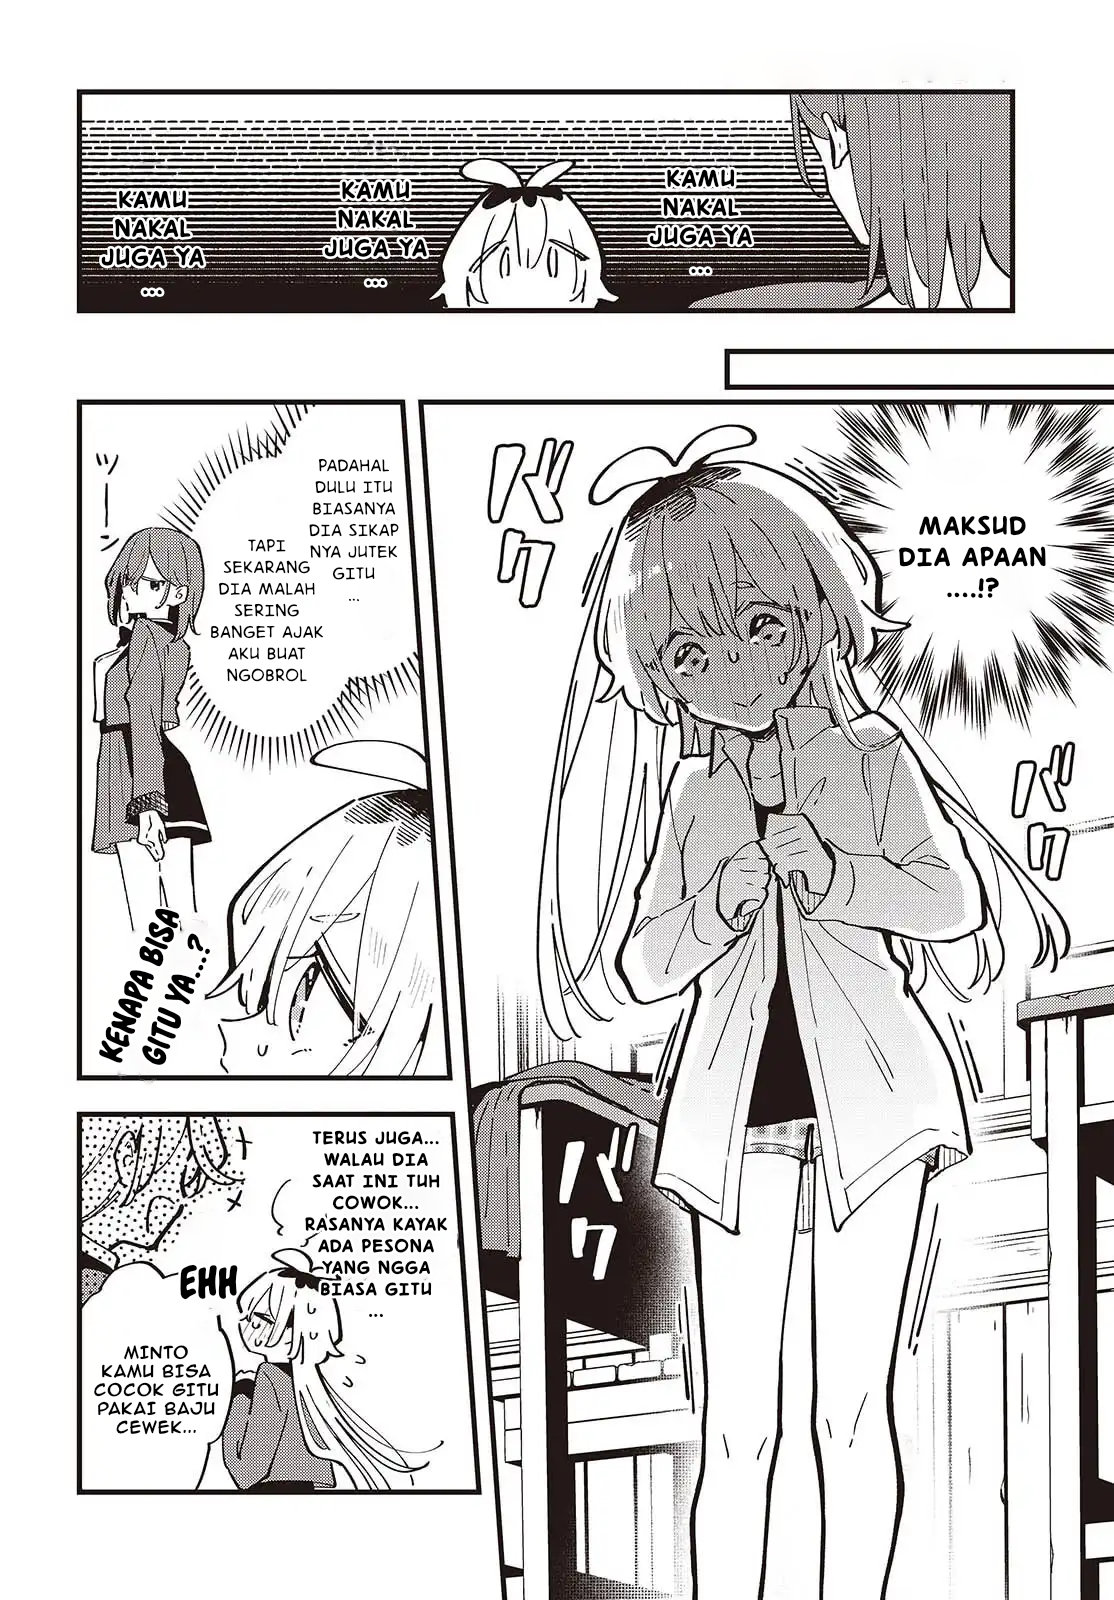 KAMU
NAKAL
JUGA YA
...
KAMU
NAKAL
JUGA YA
...
KAMU
NAKAL
JUGA YA
...
MAKSUD
DIA APAAN
....!?
バク
バク
バク
PADAHAL
DULU ITU
BIASANYA
DIA SIKAP
NYA JUTEK
GITU
...
TAPI
SEKARANG
DIA MALAH
SERING
BANGET AJAK
AKU BUAT
NGOBROL
ツーン
KENAPA BISA
GITU YA...?
TERUS JUGA...
WALAU DIA
SAAT INI TUH
COWOK...
RASANYA KAYAK
ADA PESONA
YANG NGGA
BIASA GITU
...
EHH
MINTO
KAMU BISA
COCOK GITU
PAKAI BAJU
CEWEK...